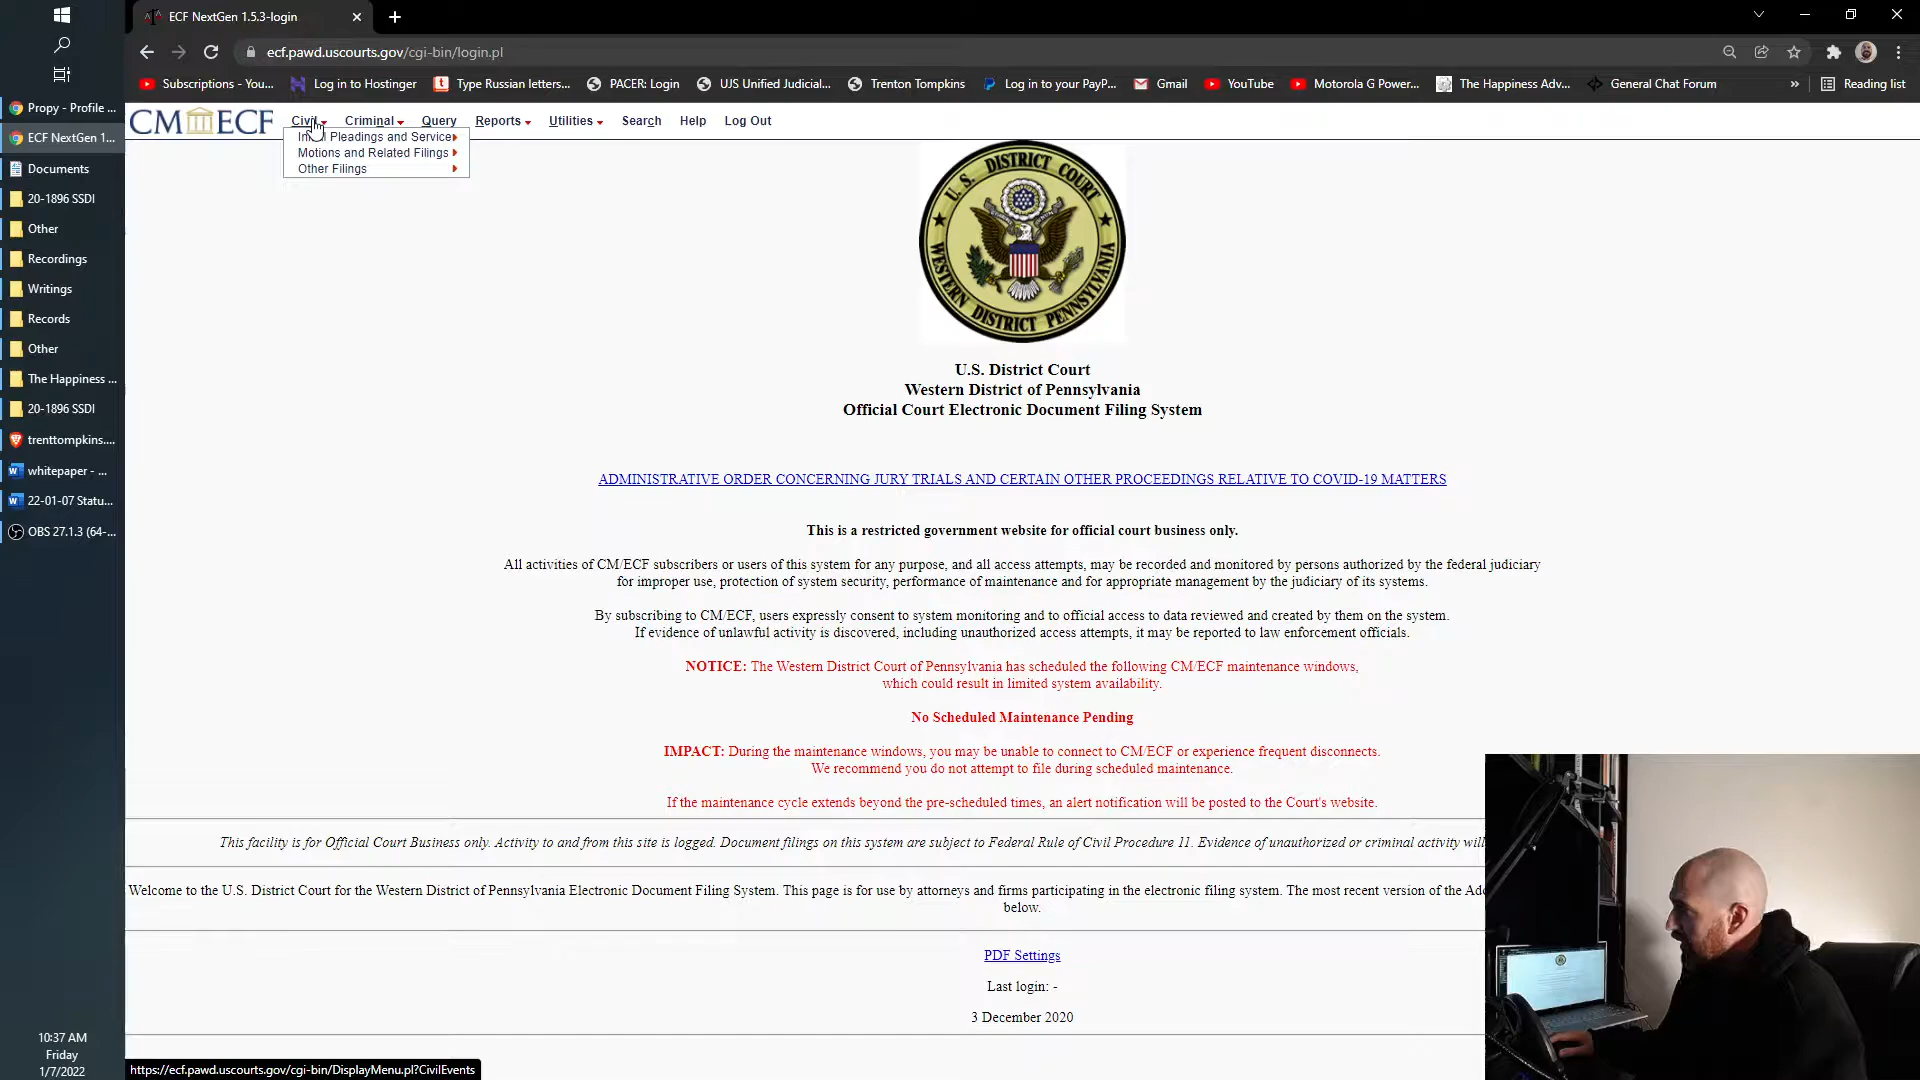 ECF NextGen 1.5.3-login
ecf.pawd.uscourts.gov/cgi-bin/login.pl
Subscriptions - You...
Log in to Hostinger
Type Russian letters...
PACER: Login
UJS Unified Judicial...
Trenton Tompkins
Log in to your PayP...
Gmail
YouTube
Motorola G Power...
The Happiness Adv...
General Chat Forum
»
Reading list
Propy - Profile ...
ECF NextGen 1...
Documents
20-1896 SSDI
Other
Recordings
Writings
Records
Other
The Happiness ...
20-1896 SSDI
trenttompkins....
whitepaper - ...
22-01-07 Statu...
OBS 27.1.3 (64-...
10:37 AM
Friday
1/7/2022
CM ECF
Civil
Criminal
Query
Reports
Utilities
Search
Help
Log Out
Pleadings and Service
Motions and Related Filings
Other Filings
U.S. DISTRICT COURT
WESTERN DISTRICT PENNSYLVANIA
U.S. District Court
Western District of Pennsylvania
Official Court Electronic Document Filing System
ADMINISTRATIVE ORDER CONCERNING JURY TRIALS AND CERTAIN OTHER PROCEEDINGS RELATIVE TO COVID-19 MATTERS
This is a restricted government website for official court business only.
All activities of CM/ECF subscribers or users of this system for any purpose, and all access attempts, may be recorded and monitored by persons authorized by the federal judiciary
for improper use, protection of system security, performance of maintenance and for appropriate management by the judiciary of its systems.
By subscribing to CM/ECF, users expressly consent to system monitoring and to official access to data reviewed and created by them on the system.
If evidence of unlawful activity is discovered, including unauthorized access attempts, it may be reported to law enforcement officials.
NOTICE: The Western District Court of Pennsylvania has scheduled the following CM/ECF maintenance windows,
which could result in limited system availability.
No Scheduled Maintenance Pending
IMPACT: During the maintenance windows, you may be unable to connect to CM/ECF or experience frequent disconnects.
We recommend you do not attempt to file during scheduled maintenance.
If the maintenance cycle extends beyond the pre-scheduled times, an alert notification will be posted to the Court's website.
This facility is for Official Court Business only. Activity to and from this site is logged. Document filings on this system are subject to Federal Rule of Civil Procedure 11. Evidence of unauthorized or criminal activity will
Welcome to the U.S. District Court for the Western District of Pennsylvania Electronic Document Filing System. This page is for use by attorneys and firms participating in the electronic filing system. The most recent version of the
below.
PDF Settings
Last login: -
3 December 2020
https://ecf.pawd.uscourts.gov/cgi-bin/DisplayMenu.pl?CivilEvents